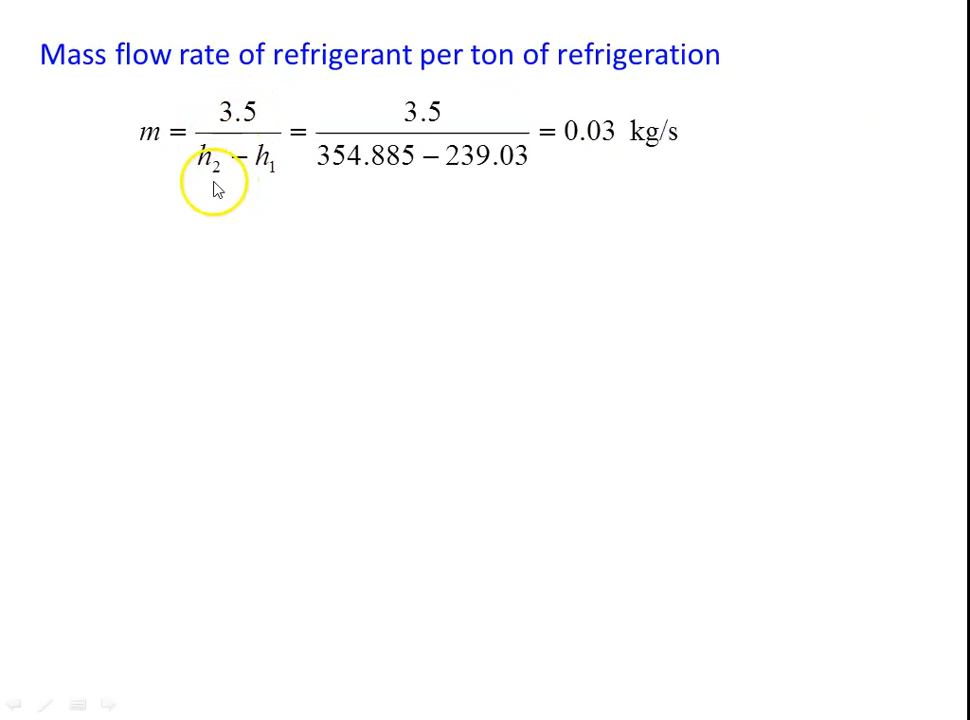 Mass flow rate of refrigerant per ton of refrigeration
m = 3.5 / (h₂ − h₁) = 3.5 / (354.885 − 239.03) = 0.03 kg/s